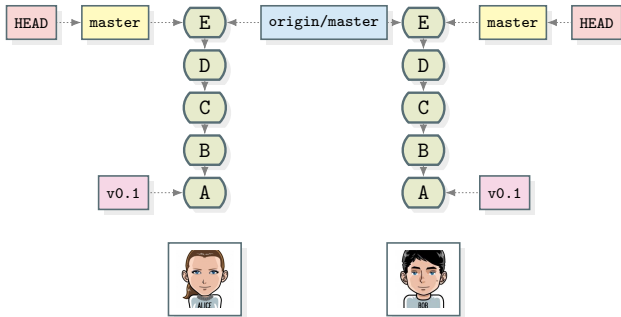 HEAD master E origin/master E master HEAD
D D
C C
B B
v0.1 A A v0.1
ALICE BOB